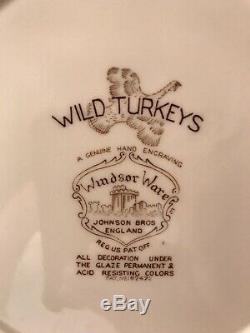 WILD TURKEYS
A GENUINE HAND ENGRAVING
Windsor Ware
JOHNSON BROS
ENGLAND
REG US PAT OFF
ALL DECORATION UNDER
THE GLAZE PERMANENT &
ACID RESISTING COLORS